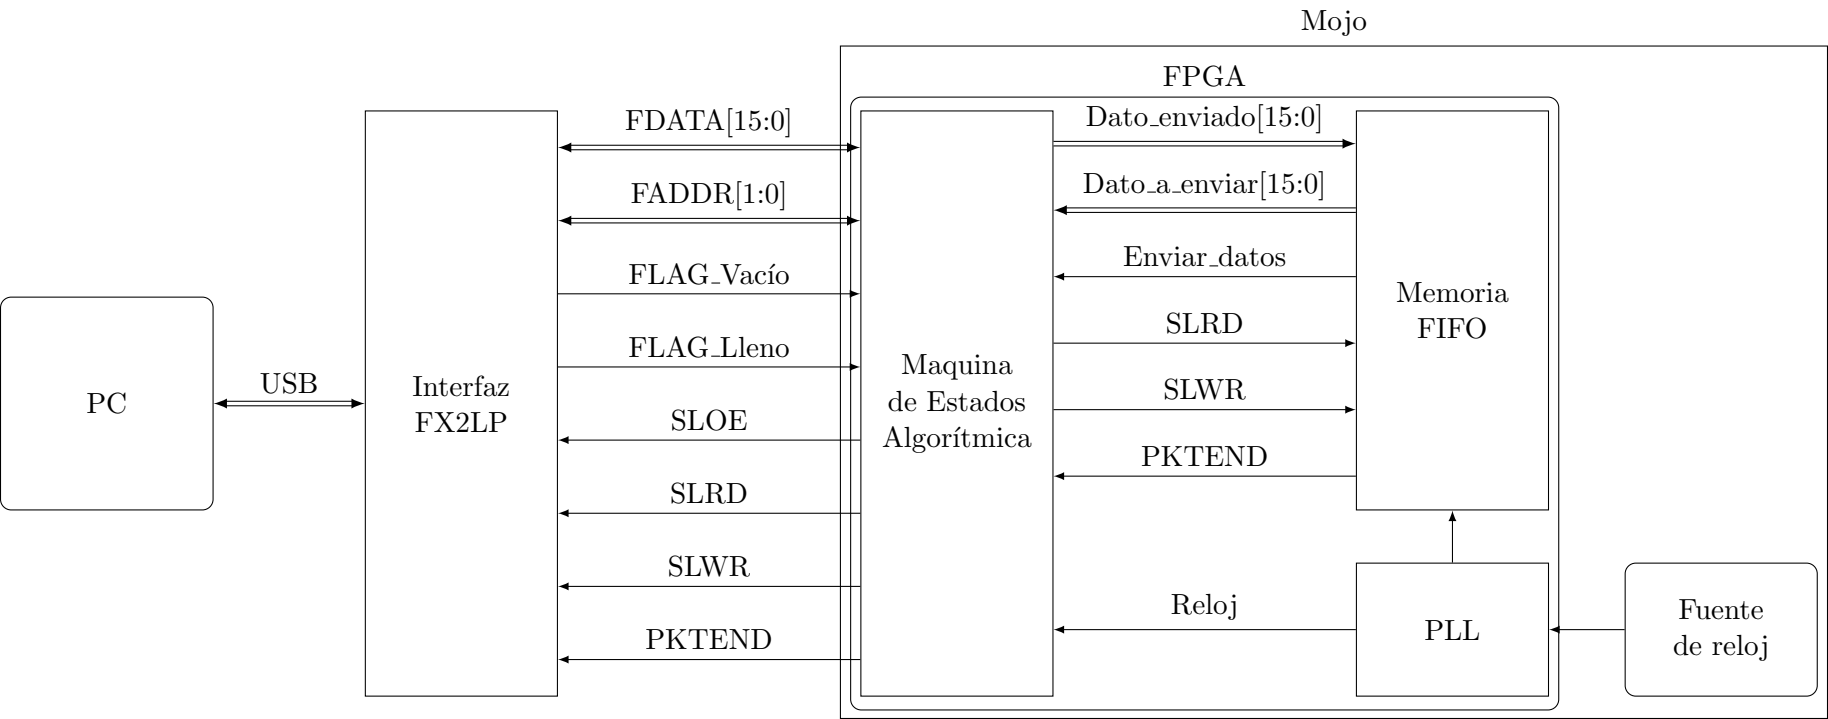 Mojo
FPGA
FDATA[15:0]
FADDR[1:0]
FLAG_Vacío
FLAG_Lleno
SLOE
SLRD
SLWR
PKTEND
Dato_enviado[15:0]
Dato_a_enviar[15:0]
Enviar_datos
SLRD
SLWR
PKTEND
Reloj
PC
USB
Interfaz
FX2LP
Maquina
de Estados
Algorítmica
Memoria
FIFO
PLL
Fuente
de reloj